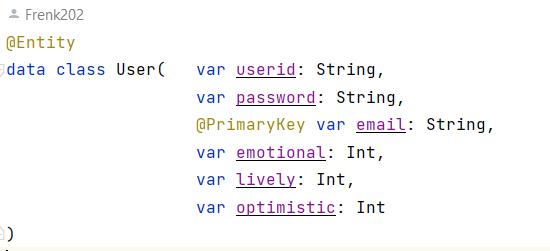 Frenk202
@Entity
data class User(   var userid: String,
var password: String,
@PrimaryKey var email: String,
var emotional: Int,
var lively: Int,
var optimistic: Int
)